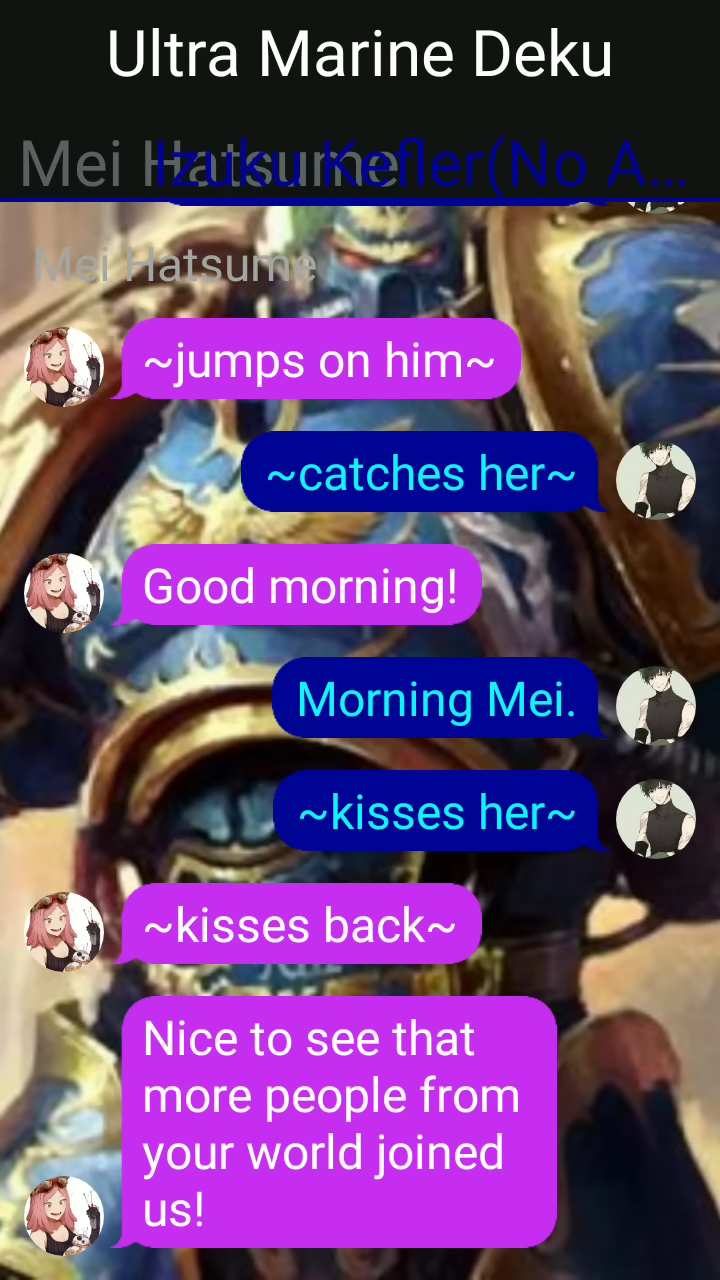 Ultra Marine Deku
Mei Hatsume
Izuku Kefler(No A...
Mei Hatsume
~jumps on him~
~catches her~
Good morning!
Morning Mei.
~kisses her~
~kisses back~
Nice to see that
more people from
your world joined
us!